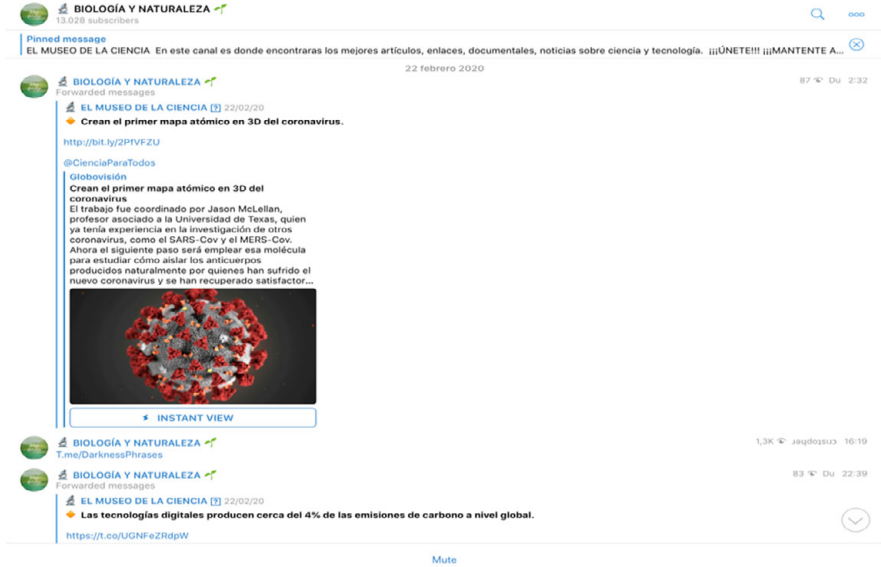 BIOLOGÍA Y NATURALEZA
13.028 subscribers
Pinned message
EL MUSEO DE LA CIENCIA En este canal es donde encontraras los mejores artículos, enlaces, documentales, noticias sobre ciencia y tecnología. ¡¡¡ÚNETE!!! ¡¡¡MANTENTE A...
22 febrero 2020
BIOLOGÍA Y NATURALEZA 87 Du 2:32
Forwarded messages
EL MUSEO DE LA CIENCIA [?] 22/02/20
Crean el primer mapa atómico en 3D del coronavirus.
http://bit.ly/2PfVFZU
@CienciaParaTodos
Globovisión
Crean el primer mapa atómico en 3D del
coronavirus
El trabajo fue coordinado por Jason McLellan,
profesor asociado a la Universidad de Texas, quien
ya tenía experiencia en la investigación de otros
coronavirus, como el SARS-Cov y el MERS-Cov.
Ahora el siguiente paso será emplear esa molécula
para estudiar cómo aislar los anticuerpos
producidos naturalmente por quienes han sufrido el
nuevo coronavirus y se han recuperado satisfactor...
INSTANT VIEW
BIOLOGÍA Y NATURALEZA 1,3K 16:19
T.me/DarknessPhrases
BIOLOGÍA Y NATURALEZA 83 Du 22:39
Forwarded messages
EL MUSEO DE LA CIENCIA [?] 22/02/20
Las tecnologías digitales producen cerca del 4% de las emisiones de carbono a nivel global.
https://t.co/UGNFeZRdpW
Mute